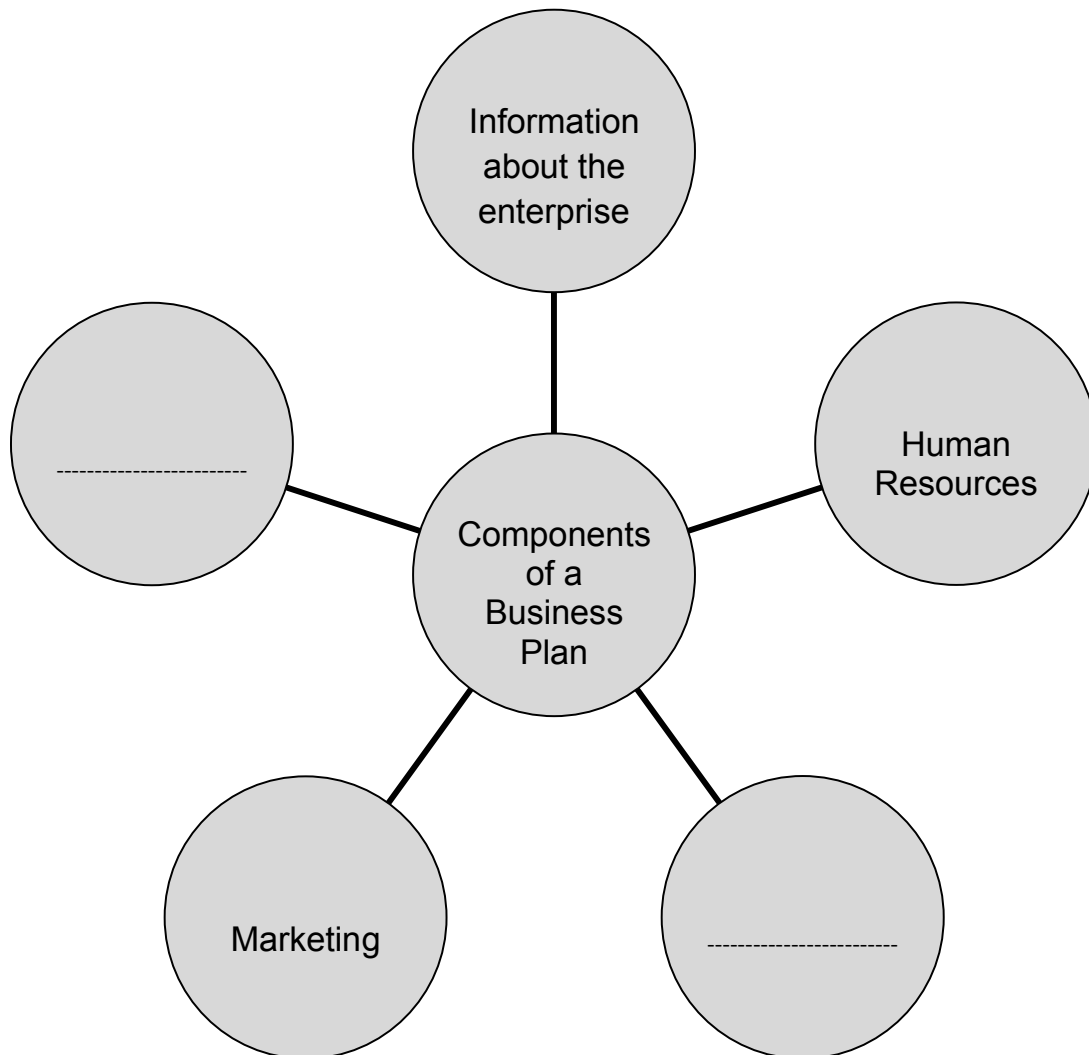 Information
about the
enterprise
Human
Resources
-------------------------
Components
of a
Business
Plan
Marketing
-------------------------